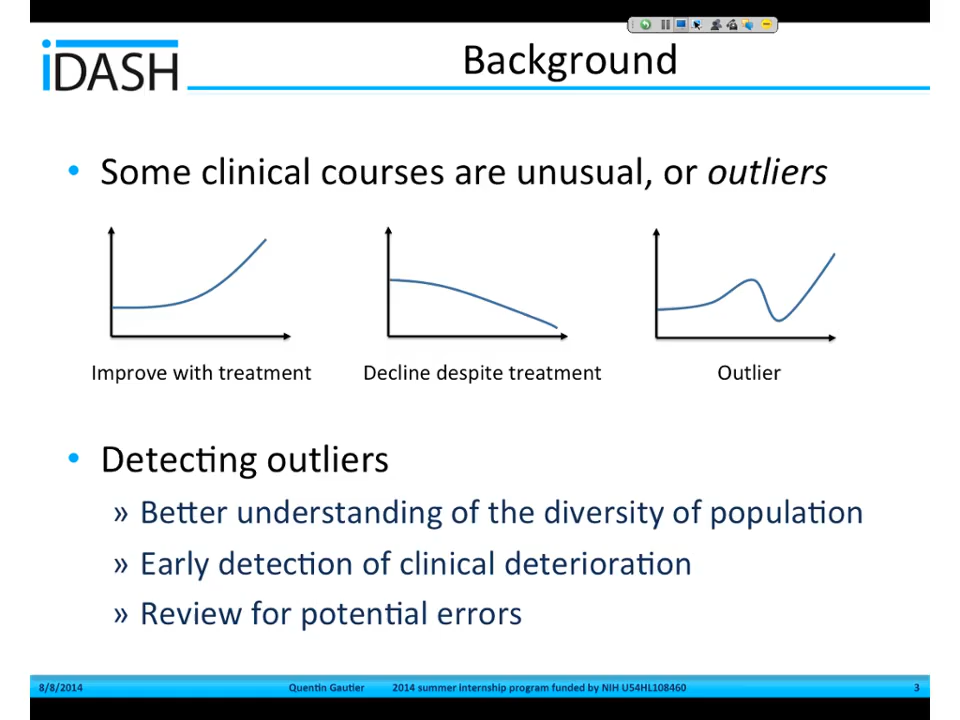 iDASH
Background
• Some clinical courses are unusual, or outliers
Improve with treatment
Decline despite treatment
Outlier
• Detecting outliers
» Better understanding of the diversity of population
» Early detection of clinical deterioration
» Review for potential errors
8/8/2014 Quentin Gautier 2014 summer internship program funded by NIH U54HL108460 3